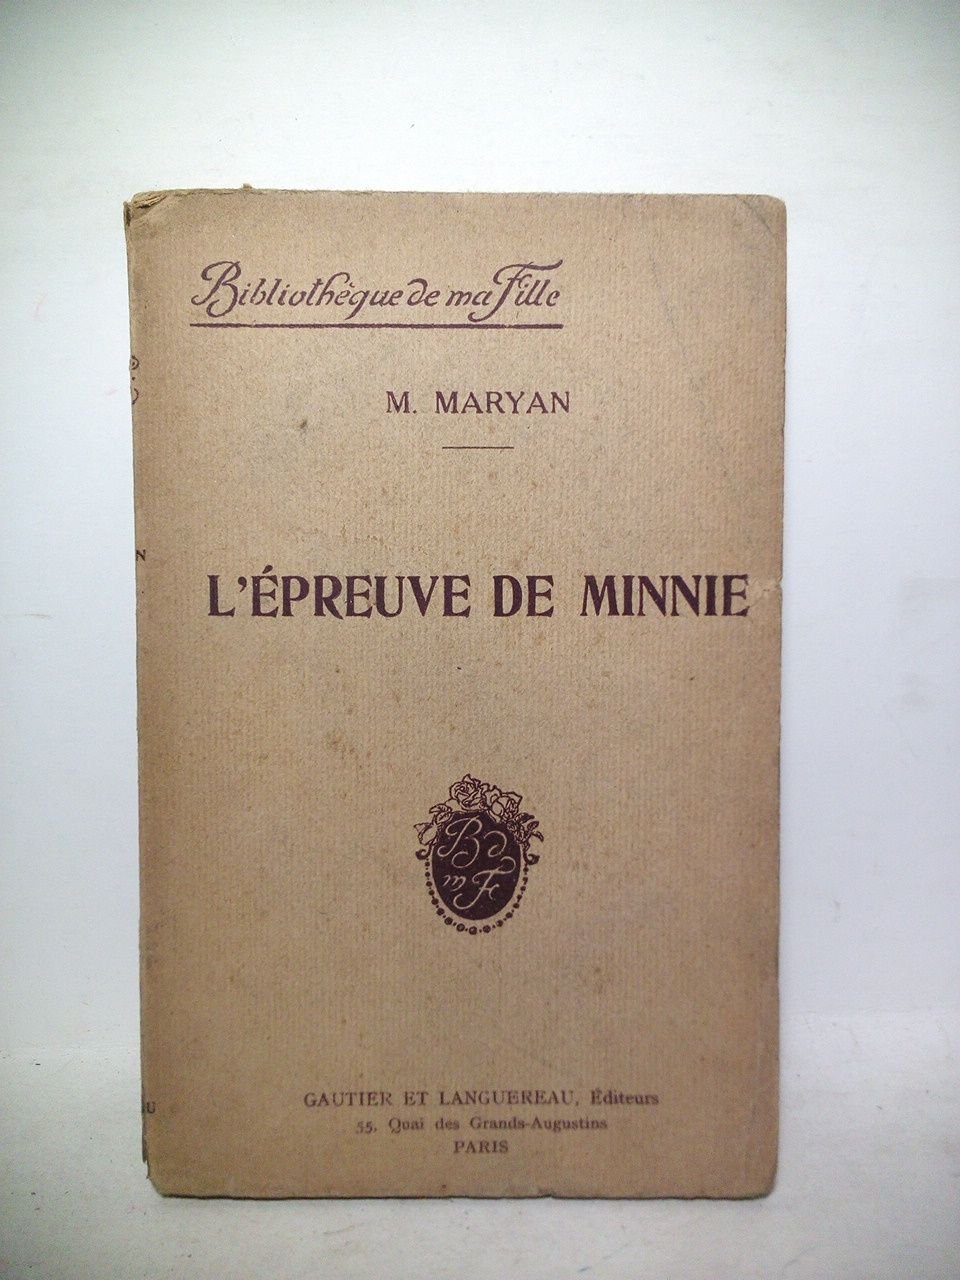 Bibliothèque de ma Fille
M. MARYAN
L'ÉPREUVE DE MINNIE
B
F
GAUTIER ET LANGUEREAU, Éditeurs
55, Quai des Grands-Augustins
PARIS